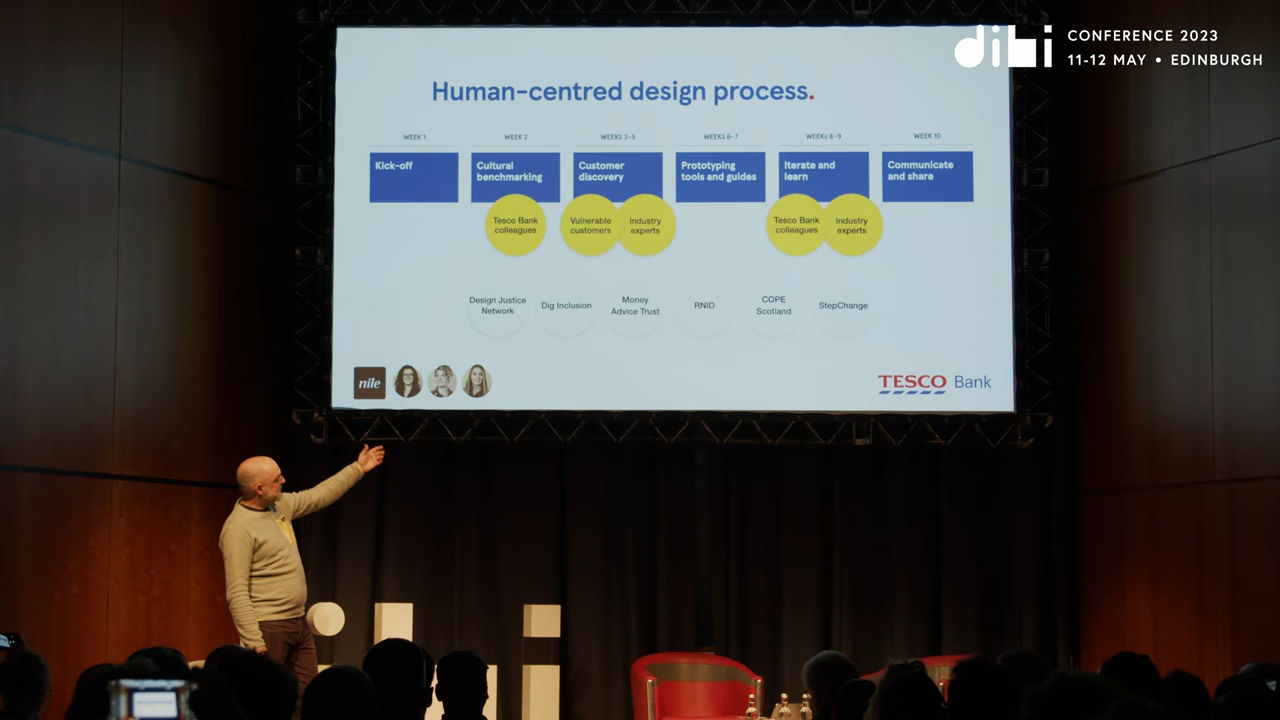 dibi
CONFERENCE 2023
11-12 MAY • EDINBURGH
Human-centred design process.
WEEK 1
WEEK 2
WEEKS 3-5
WEEKS 6-7
WEEKs 8-9
WEEK 10
Kick-off
Cultural
benchmarking
Customer
discovery
Prototyping
tools and guides
Iterate and
learn
Communicate
and share
Tesco Bank
colleagues
Vulnerable
customers
Industry
experts
Tesco Bank
colleagues
Industry
experts
Design Justice
Network
Dig Inclusion
Money
Advice Trust
RNID
COPE
Scotland
StepChange
nile
TESCO Bank